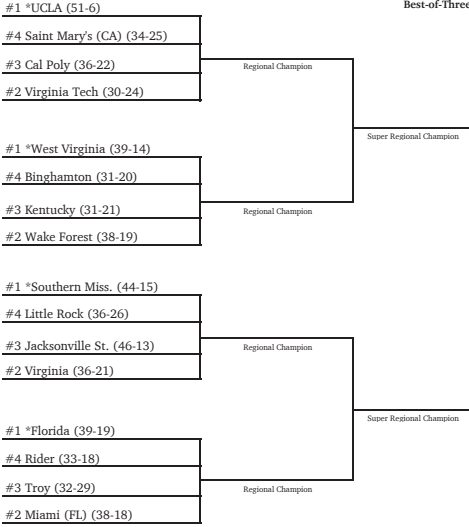 Best-of-Three
#1 *UCLA (51-6)
#4 Saint Mary's (CA) (34-25)
#3 Cal Poly (36-22)
Regional Champion
#2 Virginia Tech (30-24)
Super Regional Champion
#1 *West Virginia (39-14)
#4 Binghamton (31-20)
#3 Kentucky (31-21)
Regional Champion
#2 Wake Forest (38-19)
#1 *Southern Miss. (44-15)
#4 Little Rock (36-26)
#3 Jacksonville St. (46-13)
Regional Champion
#2 Virginia (36-21)
Super Regional Champion
#1 *Florida (39-19)
#4 Rider (33-18)
#3 Troy (32-29)
Regional Champion
#2 Miami (FL) (38-18)